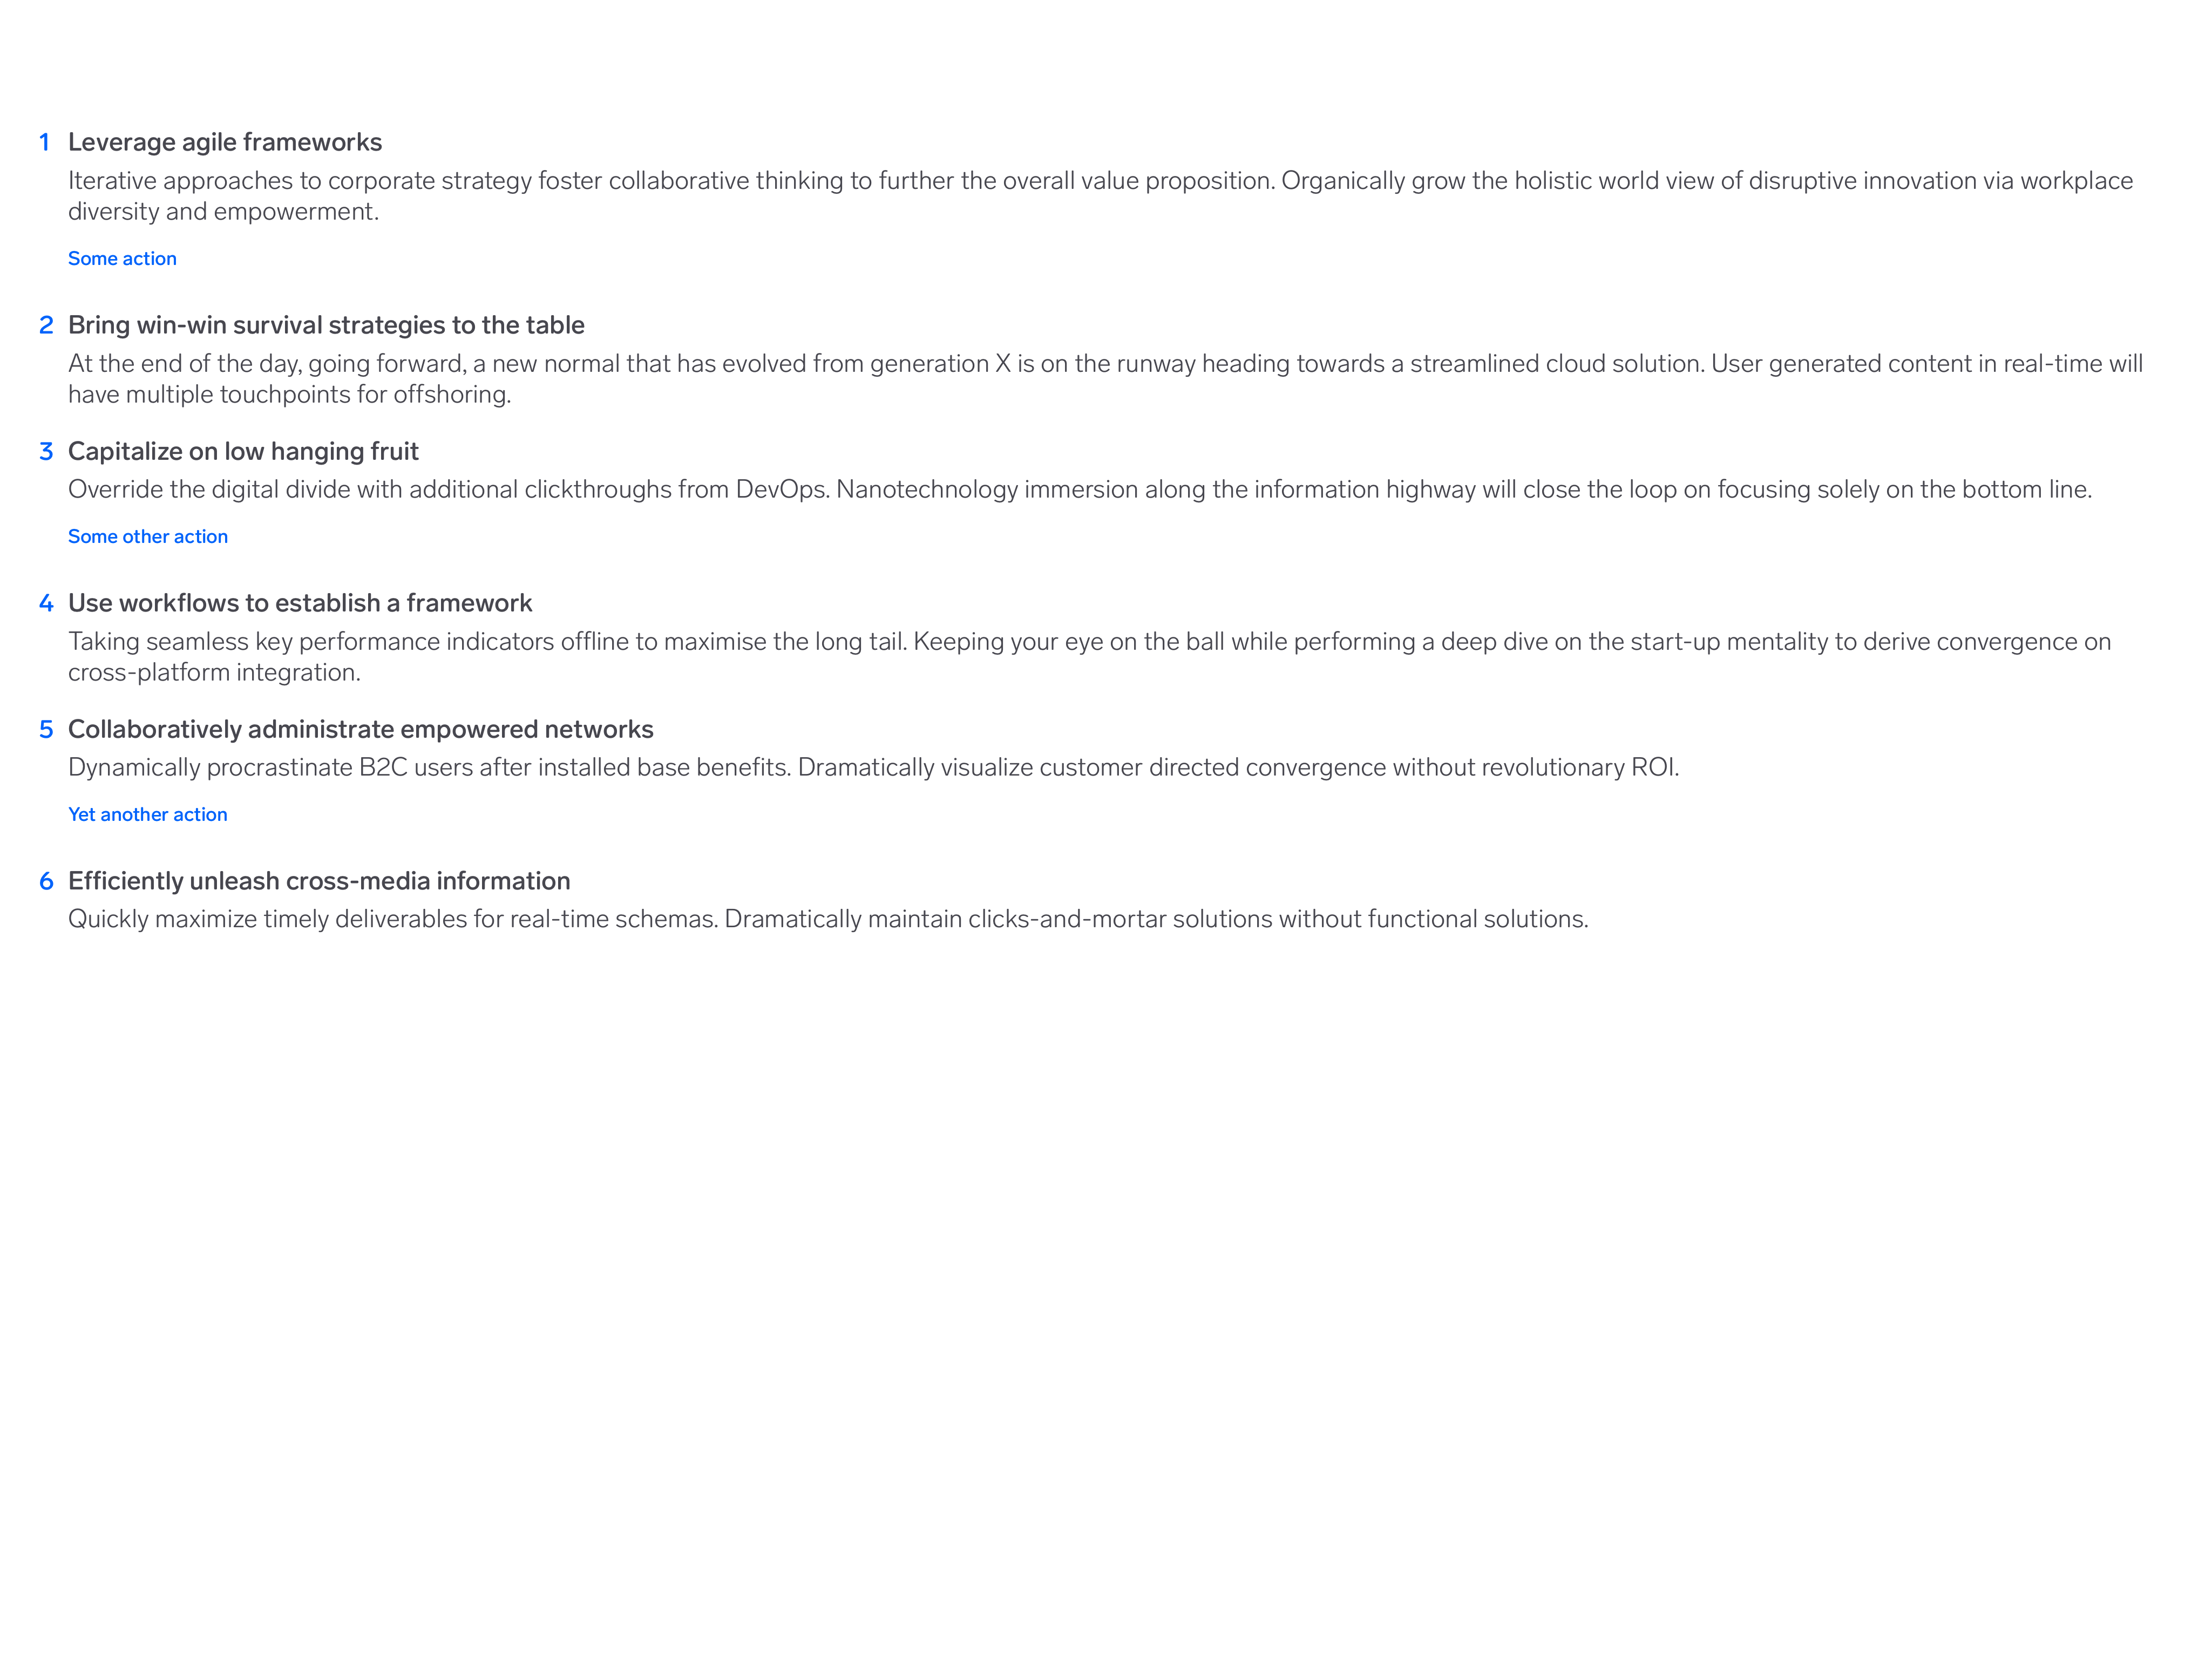 1 Leverage agile frameworks
Iterative approaches to corporate strategy foster collaborative thinking to further the overall value proposition. Organically grow the holistic world view of disruptive innovation via workplace
diversity and empowerment.
Some action
2 Bring win-win survival strategies to the table
At the end of the day, going forward, a new normal that has evolved from generation X is on the runway heading towards a streamlined cloud solution. User generated content in real-time will
have multiple touchpoints for offshoring.
3 Capitalize on low hanging fruit
Override the digital divide with additional clickthroughs from DevOps. Nanotechnology immersion along the information highway will close the loop on focusing solely on the bottom line.
Some other action
4 Use workflows to establish a framework
Taking seamless key performance indicators offline to maximise the long tail. Keeping your eye on the ball while performing a deep dive on the start-up mentality to derive convergence on
cross-platform integration.
5 Collaboratively administrate empowered networks
Dynamically procrastinate B2C users after installed base benefits. Dramatically visualize customer directed convergence without revolutionary ROI.
Yet another action
6 Efficiently unleash cross-media information
Quickly maximize timely deliverables for real-time schemas. Dramatically maintain clicks-and-mortar solutions without functional solutions.